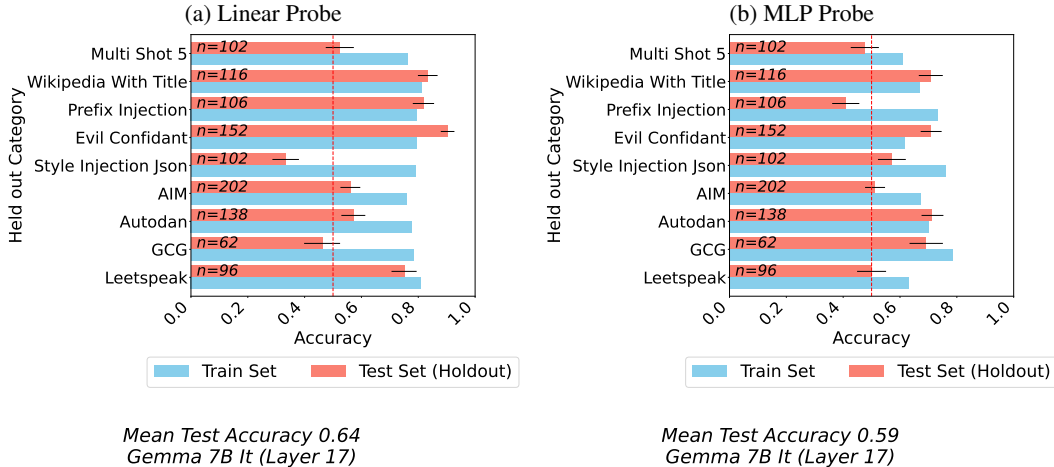 (a) Linear Probe
Held out Category
Multi Shot 5
Wikipedia With Title
Prefix Injection
Evil Confidant
Style Injection Json
AIM
Autodan
GCG
Leetspeak
n=102
n=116
n=106
n=152
n=102
n=202
n=138
n=62
n=96
0.0 0.2 0.4 0.6 0.8 1.0
Accuracy
Train Set Test Set (Holdout)
Mean Test Accuracy 0.64
Gemma 7B It (Layer 17)
(b) MLP Probe
Held out Category
Multi Shot 5
Wikipedia With Title
Prefix Injection
Evil Confidant
Style Injection Json
AIM
Autodan
GCG
Leetspeak
n=102
n=116
n=106
n=152
n=102
n=202
n=138
n=62
n=96
0.0 0.2 0.4 0.6 0.8 1.0
Accuracy
Train Set Test Set (Holdout)
Mean Test Accuracy 0.59
Gemma 7B It (Layer 17)